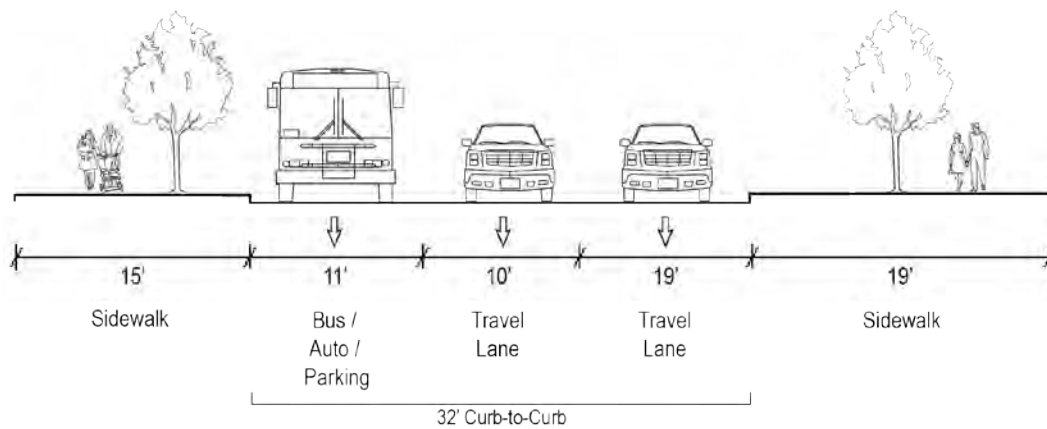 15' 11' 10' 19' 19'
Sidewalk
Bus /
Auto /
Parking
Travel
Lane
Travel
Lane
Sidewalk
32' Curb-to-Curb